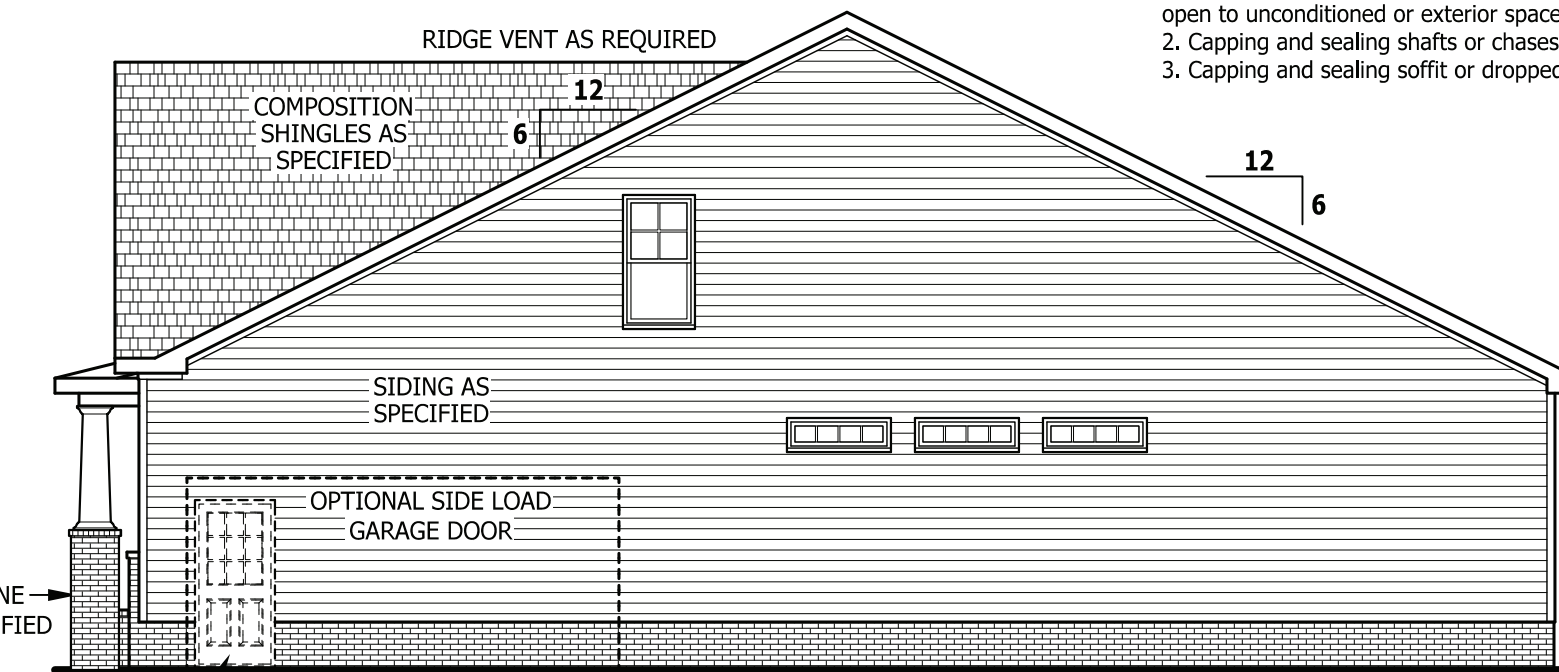 open to unconditioned or exterior space
2. Capping and sealing shafts or chases
3. Capping and sealing soffit or dropped
RIDGE VENT AS REQUIRED
COMPOSITION
SHINGLES AS
SPECIFIED
12
6
12
6
SIDING AS
SPECIFIED
OPTIONAL SIDE LOAD
GARAGE DOOR
NE
FIED